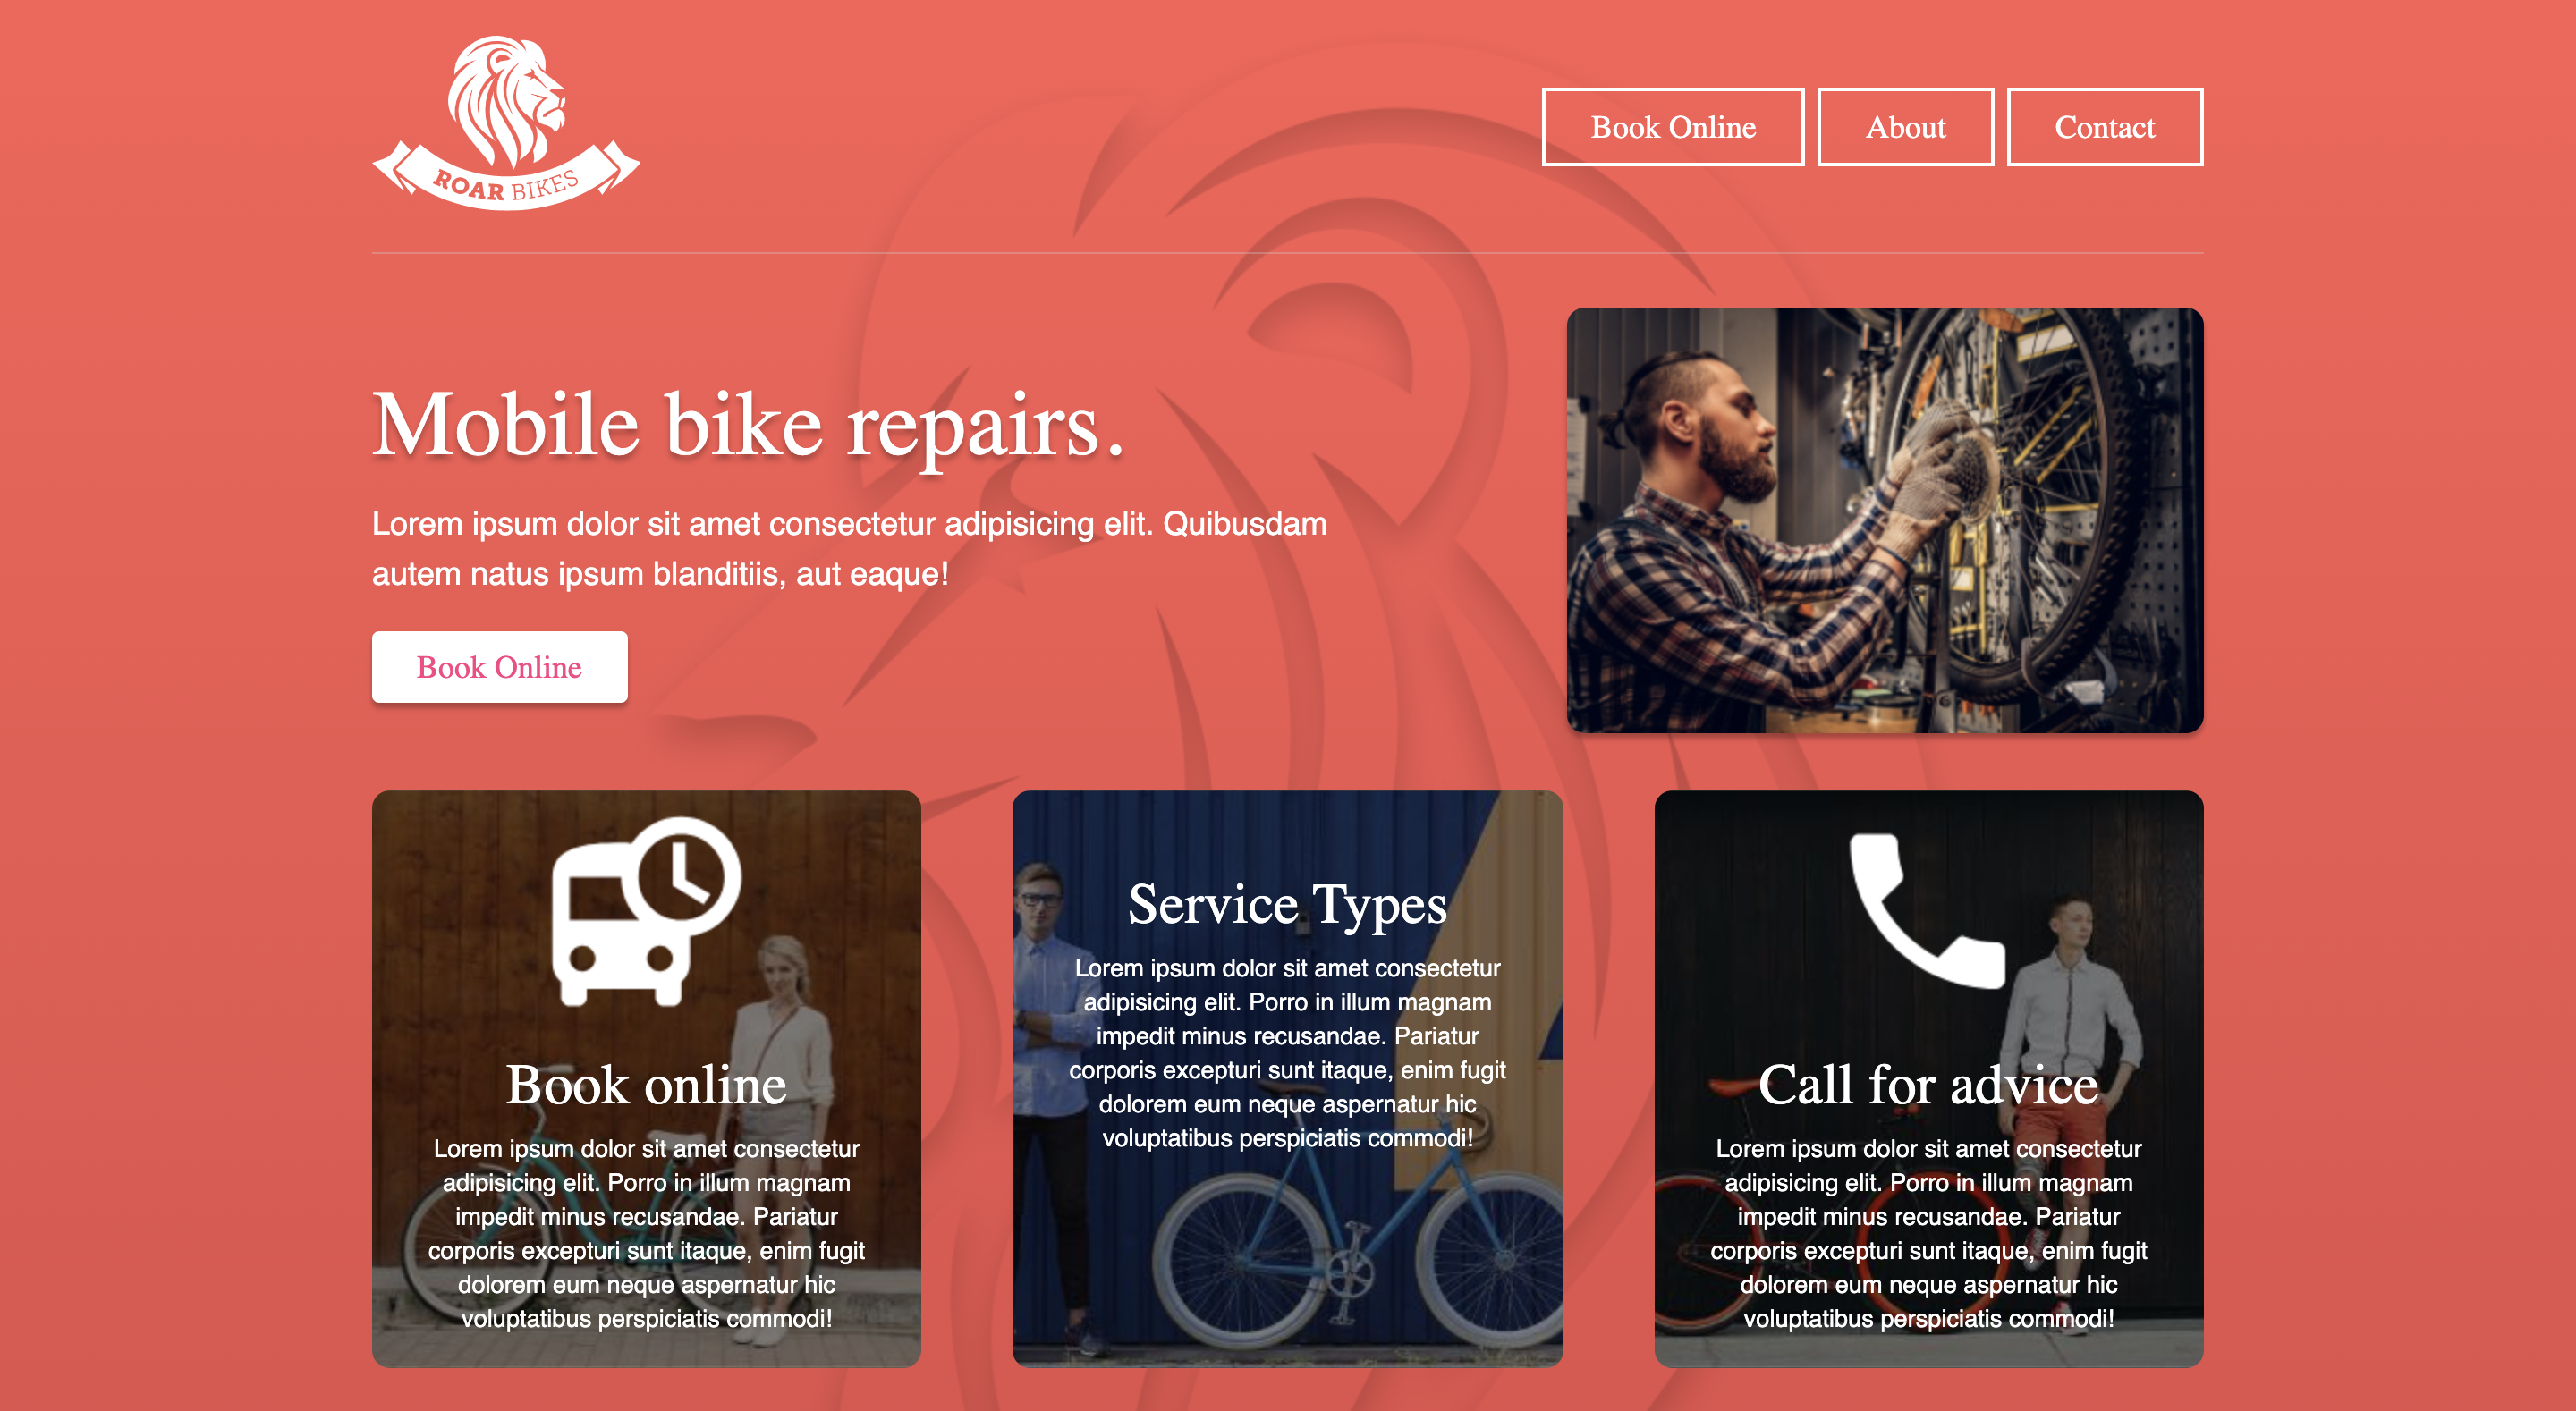 ROAR BIKES
Book Online
About
Contact
Mobile bike repairs.
Lorem ipsum dolor sit amet consectetur adipisicing elit. Quibusdam
autem natus ipsum blanditiis, aut eaque!
Book Online
Book online
Lorem ipsum dolor sit amet consectetur
adipisicing elit. Porro in illum magnam
impedit minus recusandae. Pariatur
corporis excepturi sunt itaque, enim fugit
dolorem eum neque aspernatur hic
voluptatibus perspiciatis commodi!
Service Types
Lorem ipsum dolor sit amet consectetur
adipisicing elit. Porro in illum magnam
impedit minus recusandae. Pariatur
corporis excepturi sunt itaque, enim fugit
dolorem eum neque aspernatur hic
voluptatibus perspiciatis commodi!
Call for advice
Lorem ipsum dolor sit amet consectetur
adipisicing elit. Porro in illum magnam
impedit minus recusandae. Pariatur
corporis excepturi sunt itaque, enim fugit
dolorem eum neque aspernatur hic
voluptatibus perspiciatis commodi!